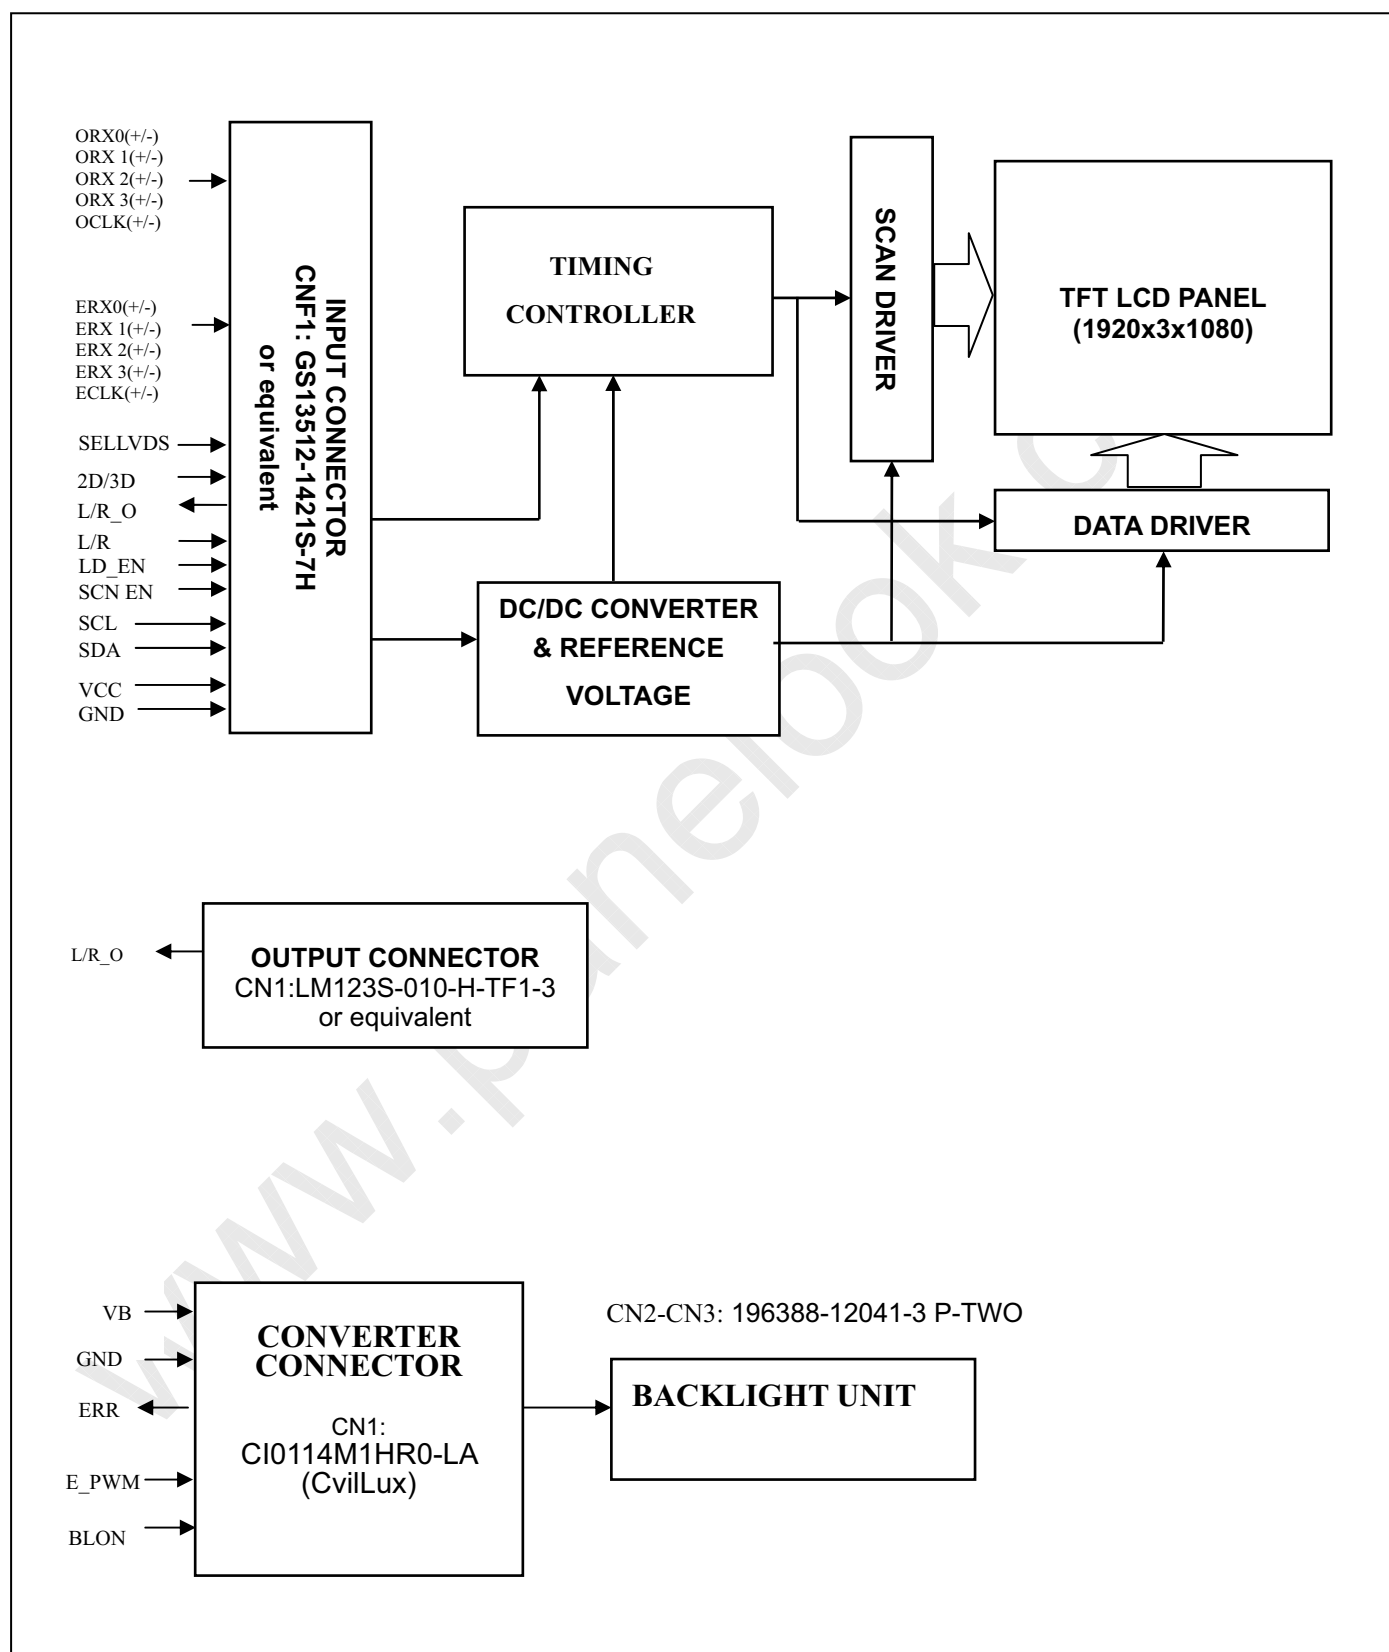 ORX0(+/-)
ORX 1(+/-)
ORX 2(+/-)
ORX 3(+/-)
OCLK(+/-)
ERX0(+/-)
ERX 1(+/-)
ERX 2(+/-)
ERX 3(+/-)
ECLK(+/-)
SELLVDS
2D/3D
L/R_O
L/R
LD_EN
SCN EN
SCL
SDA
VCC
GND
INPUT CONNECTOR
CNF1: GS13512-1421S-7H
or equivalent
TIMING
CONTROLLER
SCAN DRIVER
TFT LCD PANEL
(1920x3x1080)
DATA DRIVER
DC/DC CONVERTER
& REFERENCE
VOLTAGE
L/R_O
OUTPUT CONNECTOR
CN1:LM123S-010-H-TF1-3
or equivalent
VB
GND
ERR
E_PWM
BLON
CONVERTER
CONNECTOR
CN1:
CI0114M1HR0-LA
(CvilLux)
CN2-CN3: 196388-12041-3 P-TWO
BACKLIGHT UNIT
www.panelook.c